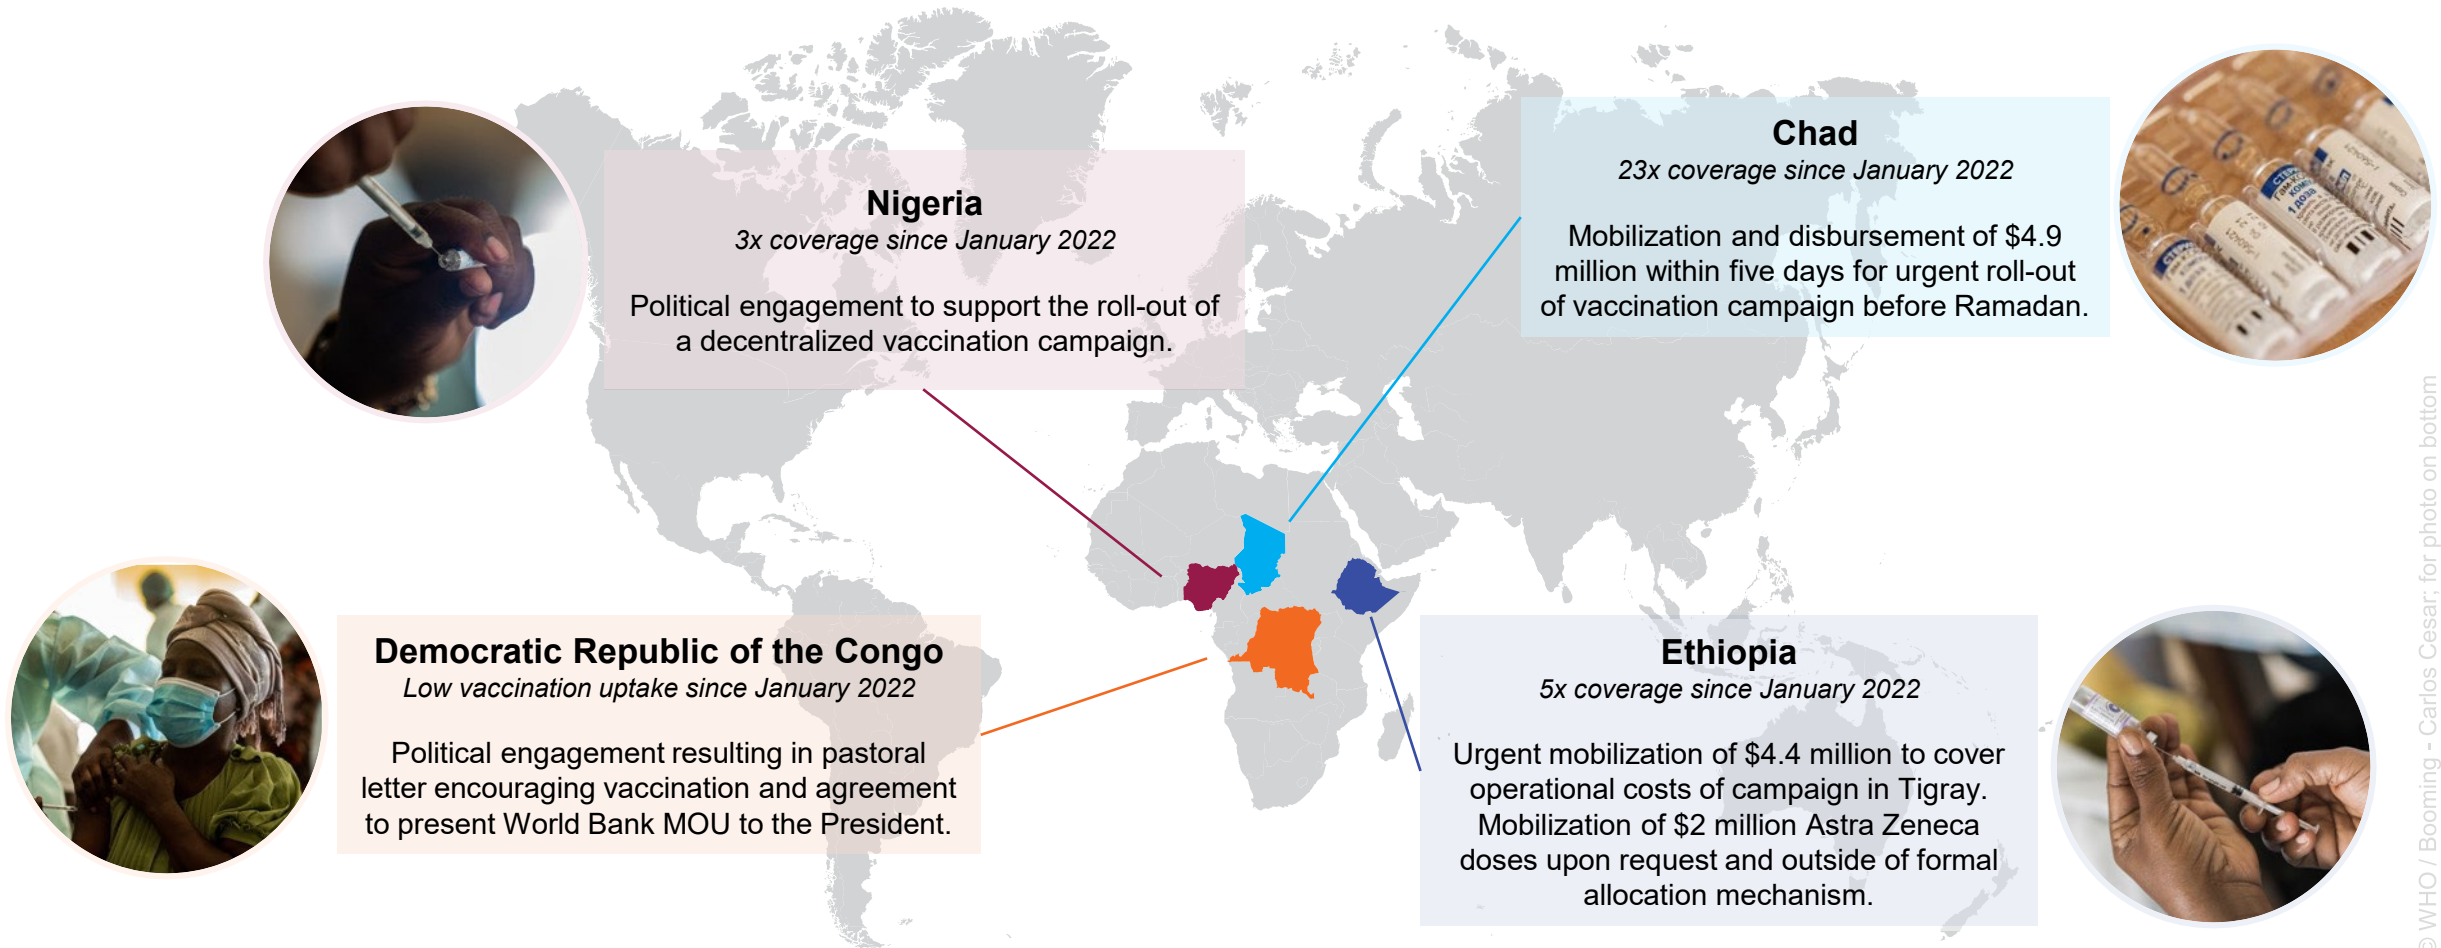 Nigeria
3x coverage since January 2022
Political engagement to support the roll-out of
a decentralized vaccination campaign.
Chad
23x coverage since January 2022
Mobilization and disbursement of $4.9
million within five days for urgent roll-out
of vaccination campaign before Ramadan.
Democratic Republic of the Congo
Low vaccination uptake since January 2022
Political engagement resulting in pastoral
letter encouraging vaccination and agreement
to present World Bank MOU to the President.
Ethiopia
5x coverage since January 2022
Urgent mobilization of $4.4 million to cover
operational costs of campaign in Tigray.
Mobilization of $2 million Astra Zeneca
doses upon request and outside of formal
allocation mechanism.
© WHO / Booming - Carlos Cesar; for photo on bottom